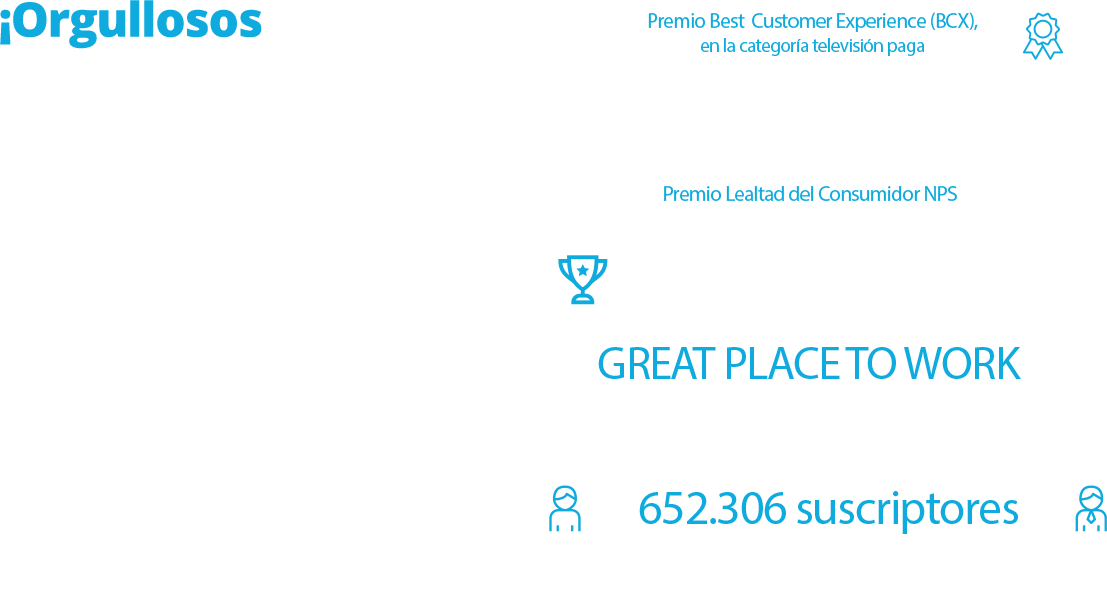 ¡Orgullosos
Premio Best Customer Experience (BCX),
en la categoría televisión paga
Premio Lealtad del Consumidor NPS
GREAT PLACE TO WORK
652.306 suscriptores